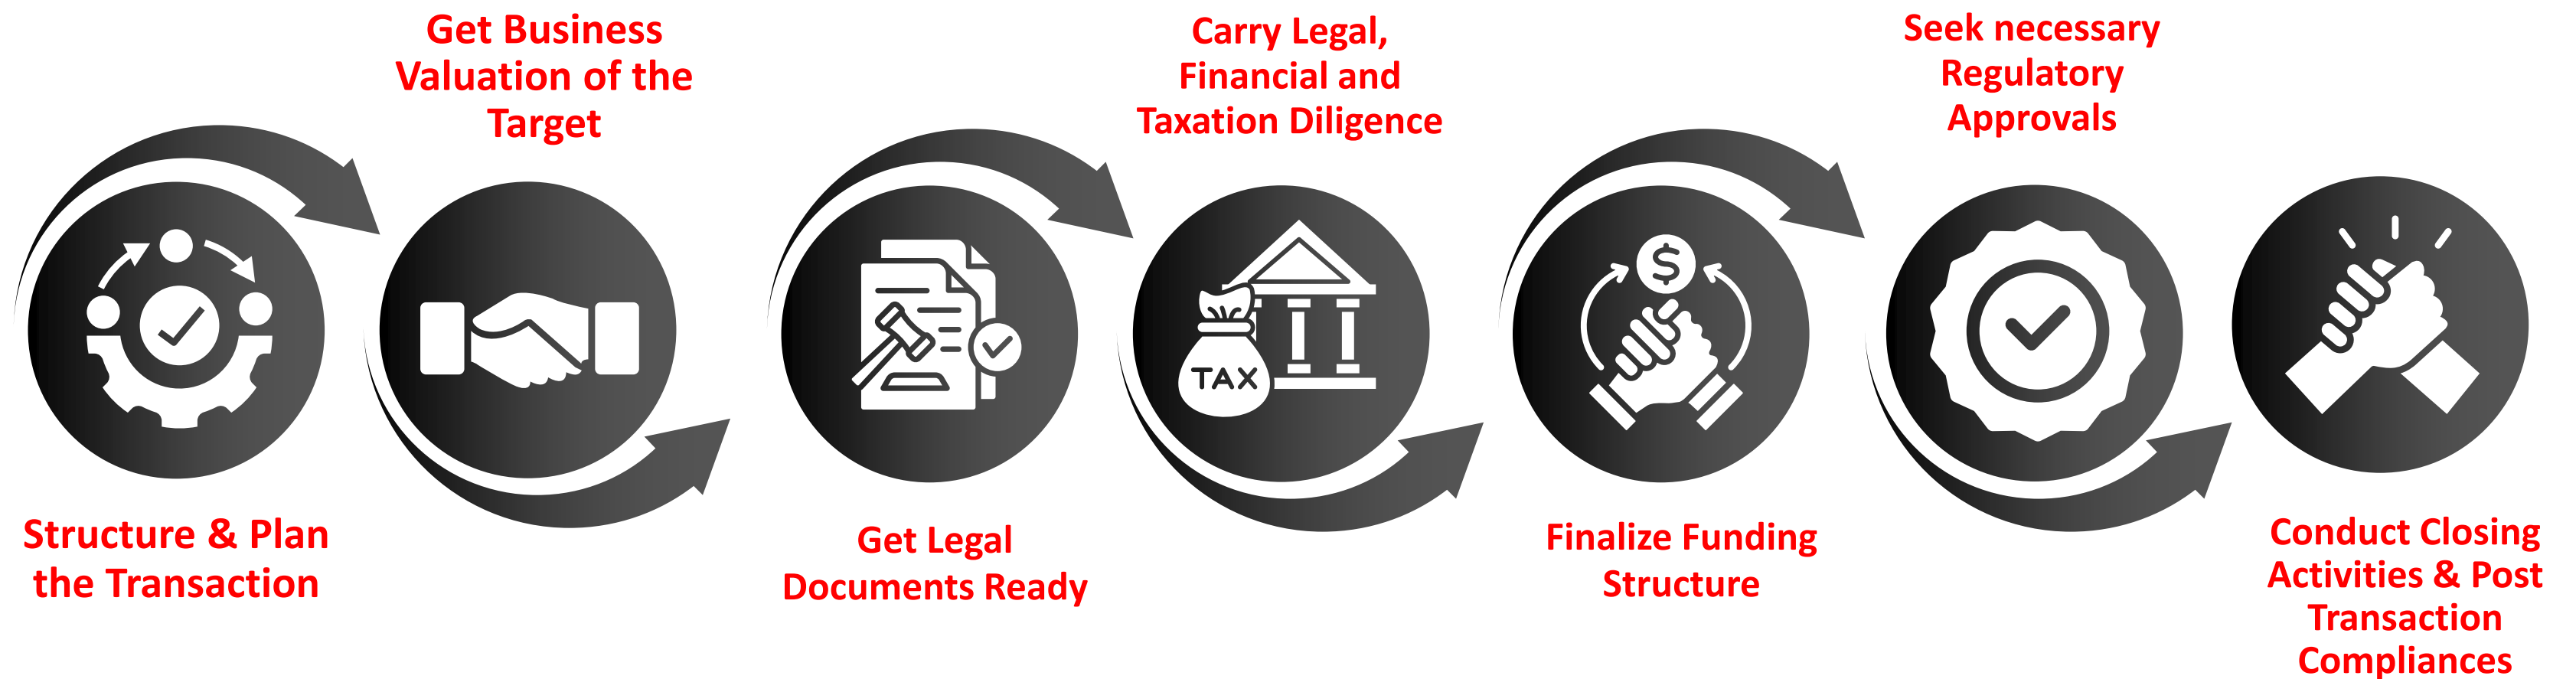 Structure & Plan
the Transaction
Get Business
Valuation of the
Target
Get Legal
Documents Ready
Carry Legal,
Financial and
Taxation Diligence
TAX
Finalize Funding
Structure
$
Seek necessary
Regulatory
Approvals
Conduct Closing
Activities & Post
Transaction
Compliances